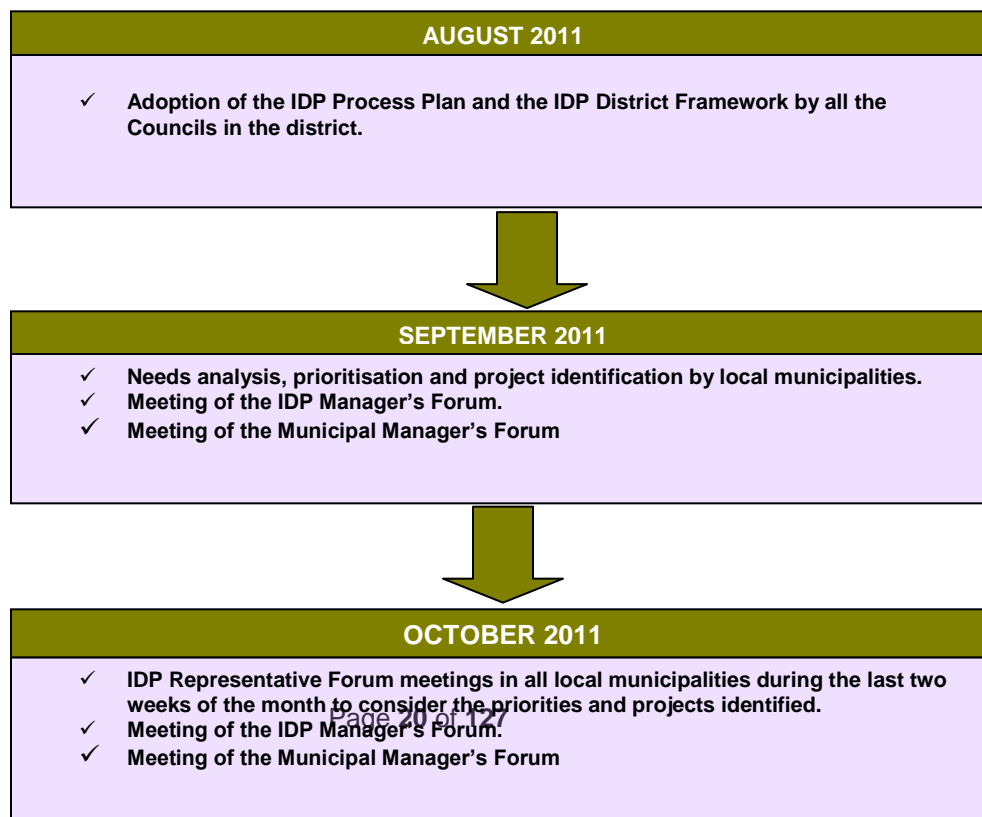 AUGUST 2011
✓ Adoption of the IDP Process Plan and the IDP District Framework by all the
Councils in the district.
SEPTEMBER 2011
✓ Needs analysis, prioritisation and project identification by local municipalities.
✓ Meeting of the IDP Manager’s Forum.
✓ Meeting of the Municipal Manager’s Forum
OCTOBER 2011
✓ IDP Representative Forum meetings in all local municipalities during the last two
weeks of the month to consider the priorities and projects identified.
Page 20 of 127
✓ Meeting of the IDP Manager’s Forum.
✓ Meeting of the Municipal Manager’s Forum